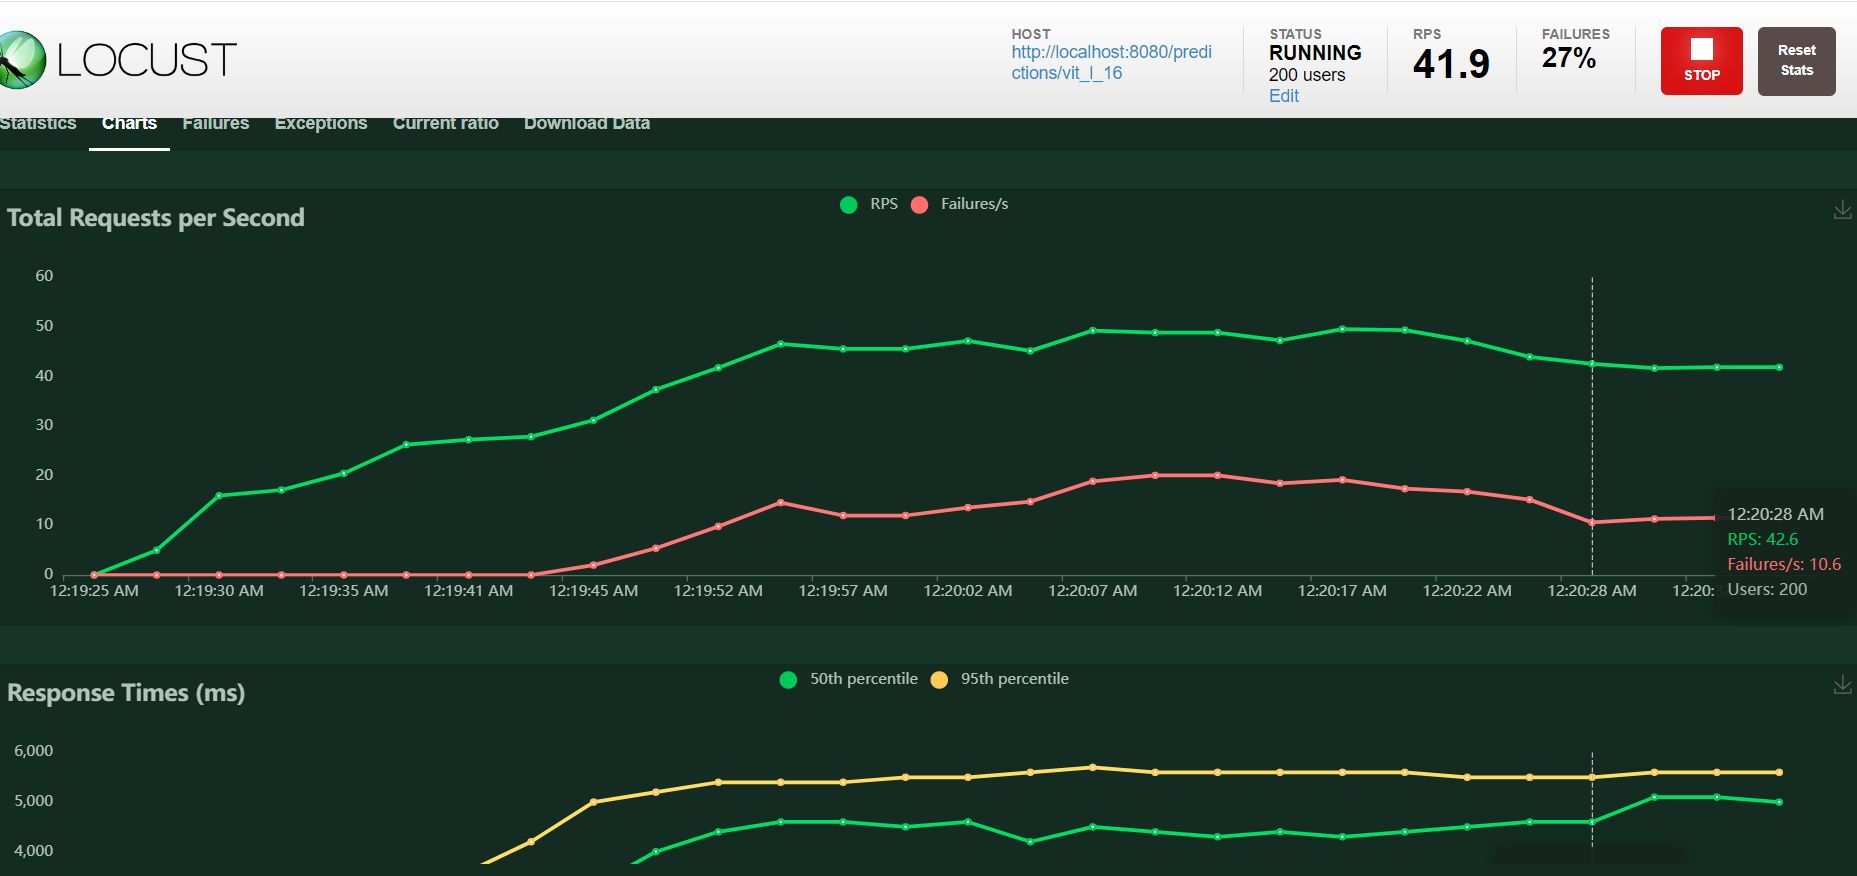 LOCUST
HOST
http://localhost:8080/predi
ctions/vit_l_16
STATUS
RUNNING
200 users
Edit
RPS
41.9
FAILURES
27%
STOP
Reset
Stats
Statistics Charts Failures Exceptions Current ratio Download Data
Total Requests per Second
RPS Failures/s
60
50
40
30
20
10
0
12:19:25 AM 12:19:30 AM 12:19:35 AM 12:19:41 AM 12:19:45 AM 12:19:52 AM 12:19:57 AM 12:20:02 AM 12:20:07 AM 12:20:12 AM 12:20:17 AM 12:20:22 AM 12:20:28 AM 12:20:
12:20:28 AM
RPS: 42.6
Failures/s: 10.6
Users: 200
Response Times (ms)
50th percentile 95th percentile
6,000
5,000
4,000